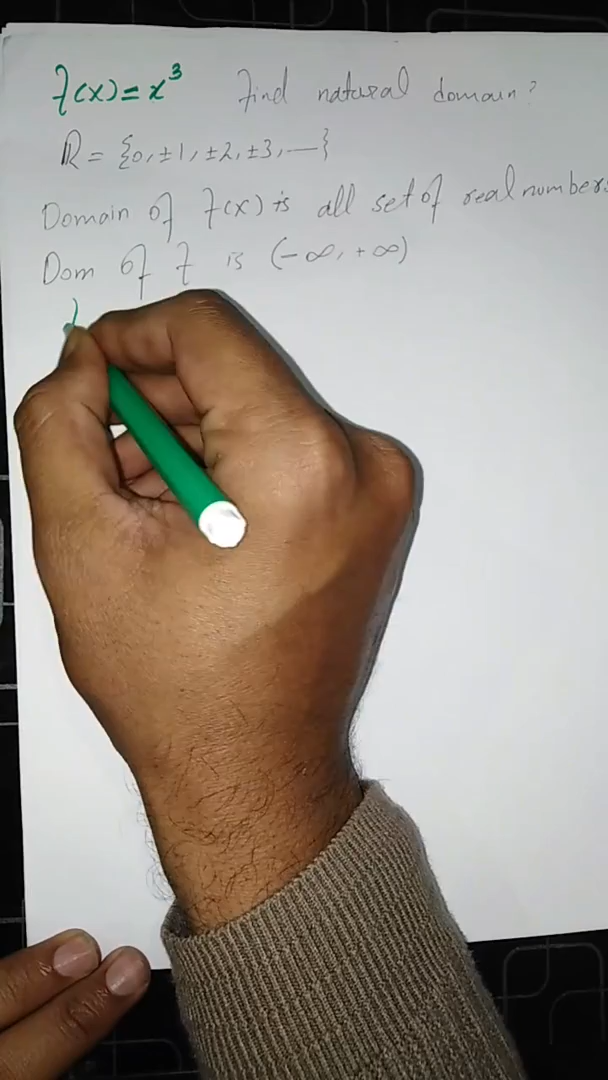 f(x)=x³ Find natural domain?
R = {0, ±1, ±2, ±3, —}
Domain of f(x) is all set of real numbers
Dom of f is (-∞, +∞)